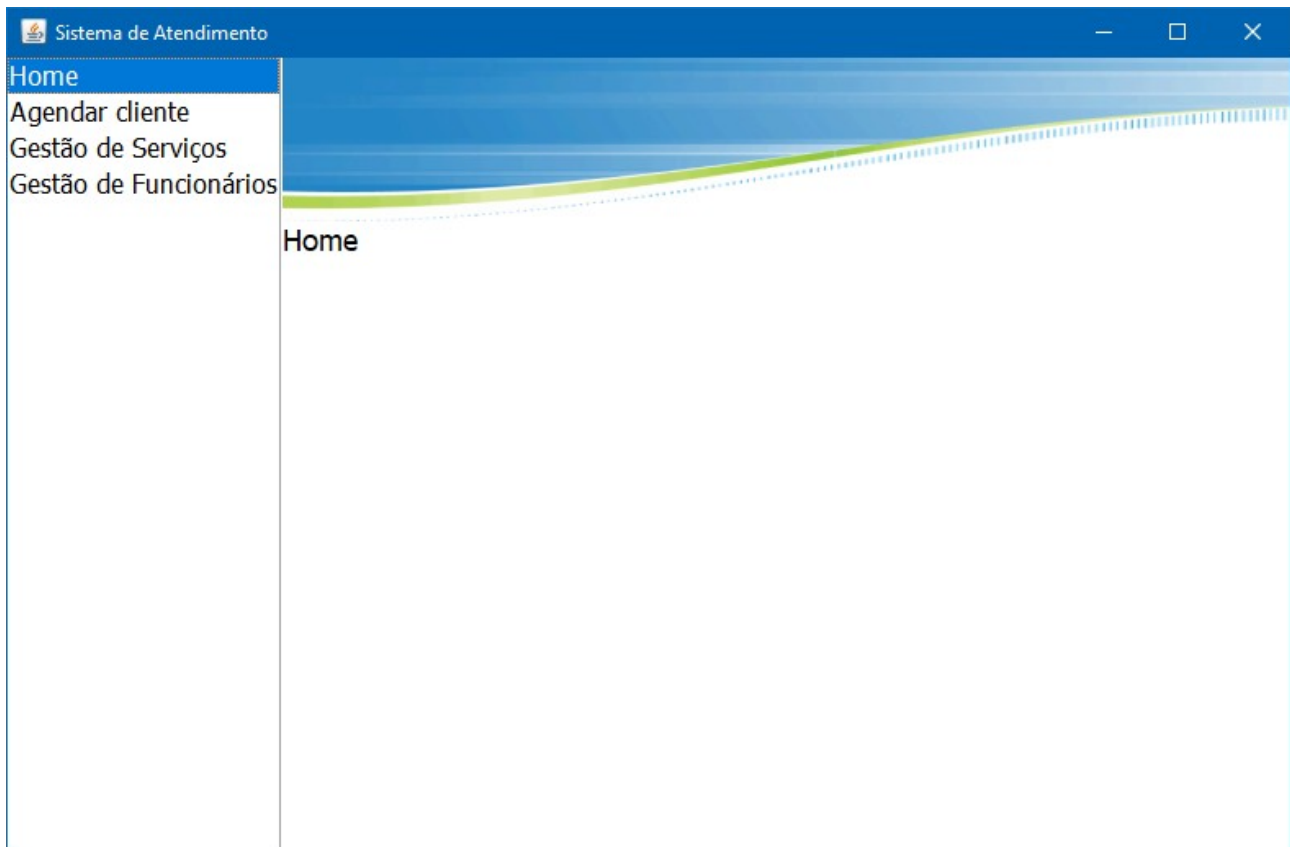 Sistema de Atendimento
Home
Agendar cliente
Gestão de Serviços
Gestão de Funcionários
Home